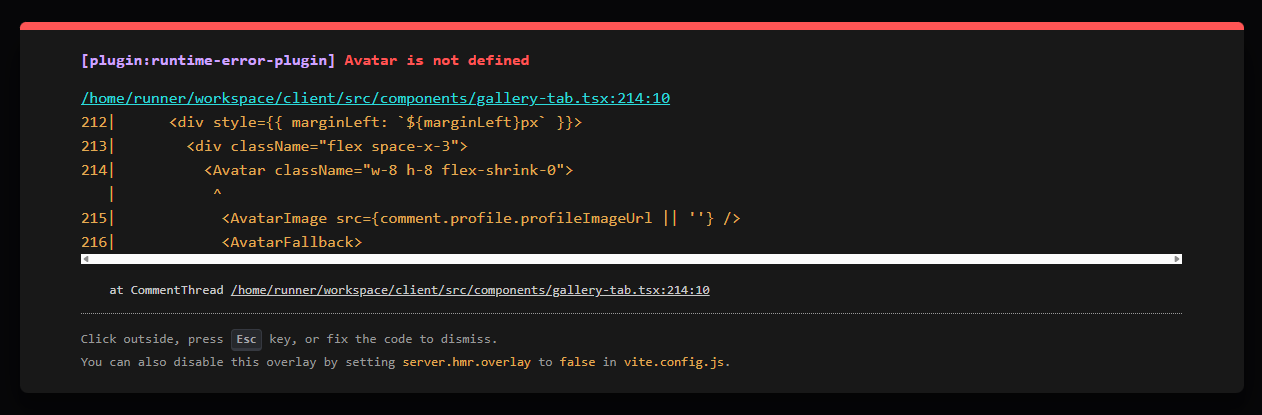 [plugin:runtime-error-plugin] Avatar is not defined
/home/runner/workspace/client/src/components/gallery-tab.tsx:214:10
212|      <div style={{ marginLeft: `${marginLeft}px` }}>
213|        <div className="flex space-x-3">
214|          <Avatar className="w-8 h-8 flex-shrink-0">
   |           ^
215|            <AvatarImage src={comment.profile.profileImageUrl || ''} />
216|            <AvatarFallback>
at CommentThread /home/runner/workspace/client/src/components/gallery-tab.tsx:214:10
Click outside, press Esc key, or fix the code to dismiss.
You can also disable this overlay by setting server.hmr.overlay to false in vite.config.js.